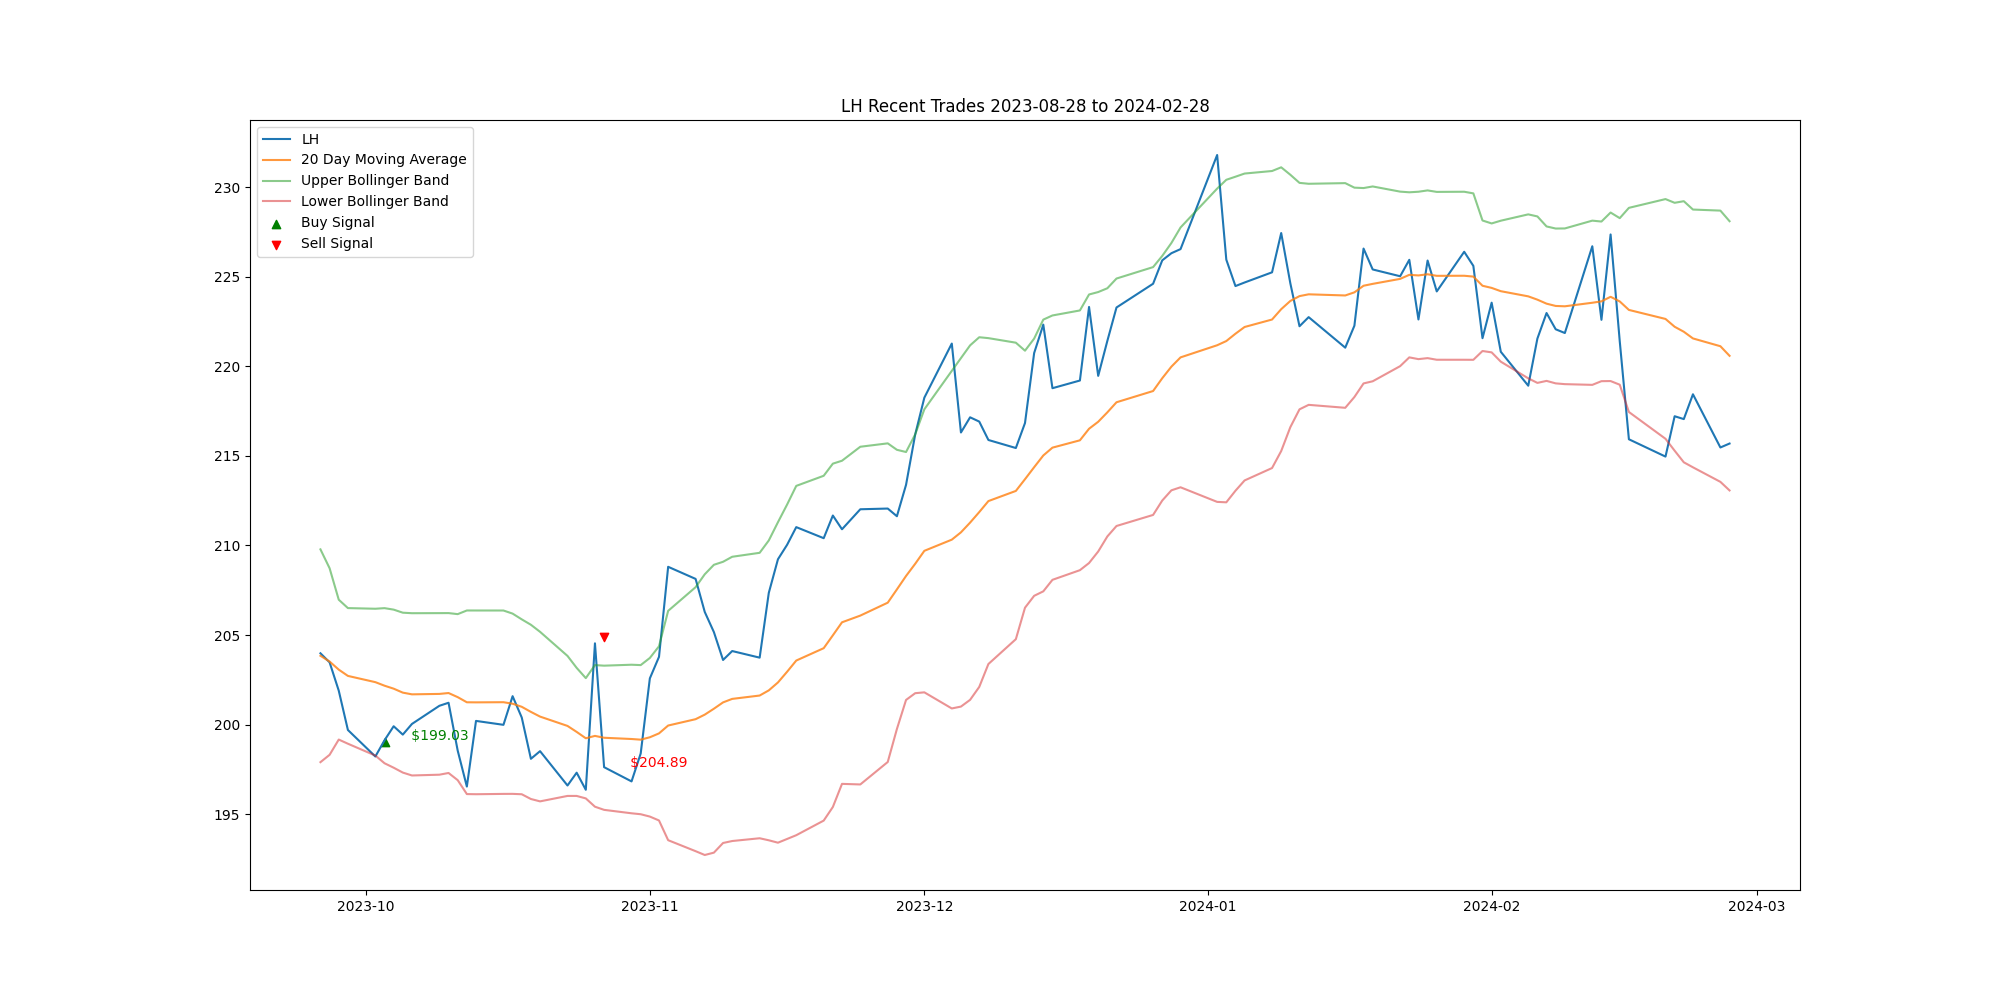 LH Recent Trades 2023-08-28 to 2024-02-28
LH
20 Day Moving Average
Upper Bollinger Band
Lower Bollinger Band
Buy Signal
Sell Signal
230
225
220
215
210
205
200
195
$199.03
$204.89
2023-10
2023-11
2023-12
2024-01
2024-02
2024-03